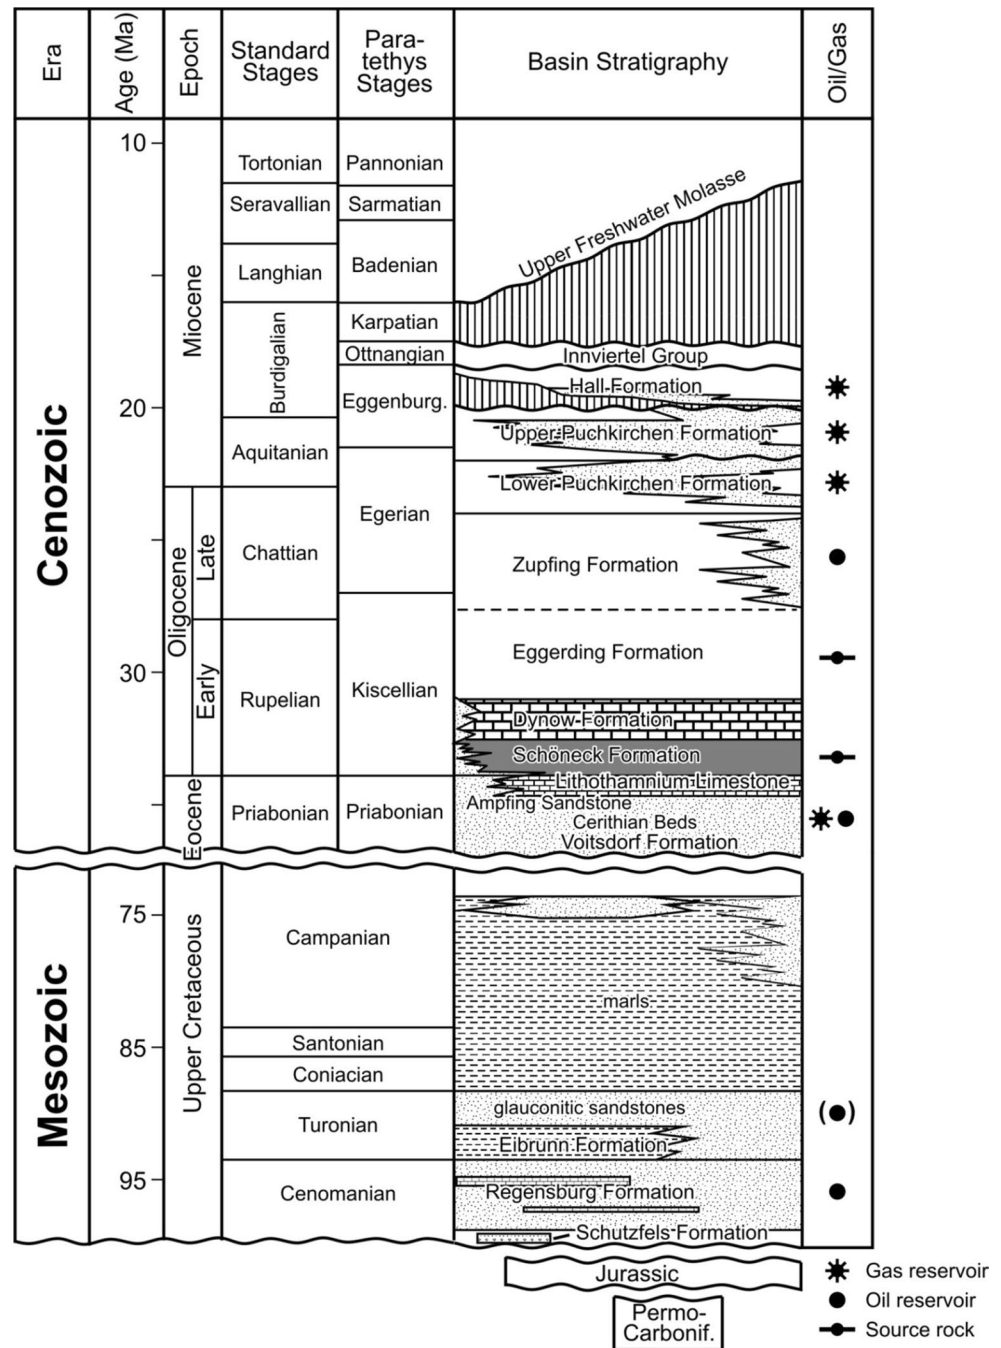 Era
Age (Ma)
Epoch
Standard
Stages
Para-
tethys
Stages
Basin Stratigraphy
Oil/Gas
Cenozoic
10
20
30
Miocene
Oligocene
Late
Early
Eocene
Tortonian
Seravallian
Langhian
Burdigalian
Aquitanian
Chattian
Rupelian
Priabonian
Pannonian
Sarmatian
Badenian
Karpatian
Ottnangian
Eggenburg.
Egerian
Kiscellian
Priabonian
Upper Freshwater Molasse
Innviertel Group
Hall Formation
Upper Puchkirchen Formation
Lower Puchkirchen Formation
Zupfing Formation
Eggerding Formation
Dynow Formation
Schöneck Formation
Lithothamnium Limestone
Ampfing Sandstone
Cerithian Beds
Voitsdorf Formation
Mesozoic
75
85
95
Upper Cretaceous
Campanian
Santonian
Coniacian
Turonian
Cenomanian
marls
glauconitic sandstones
Eibrunn Formation
Regensburg Formation
Schutzfels Formation
( )
Jurassic
Permo-
Carbonif.
Gas reservoir
Oil reservoir
Source rock